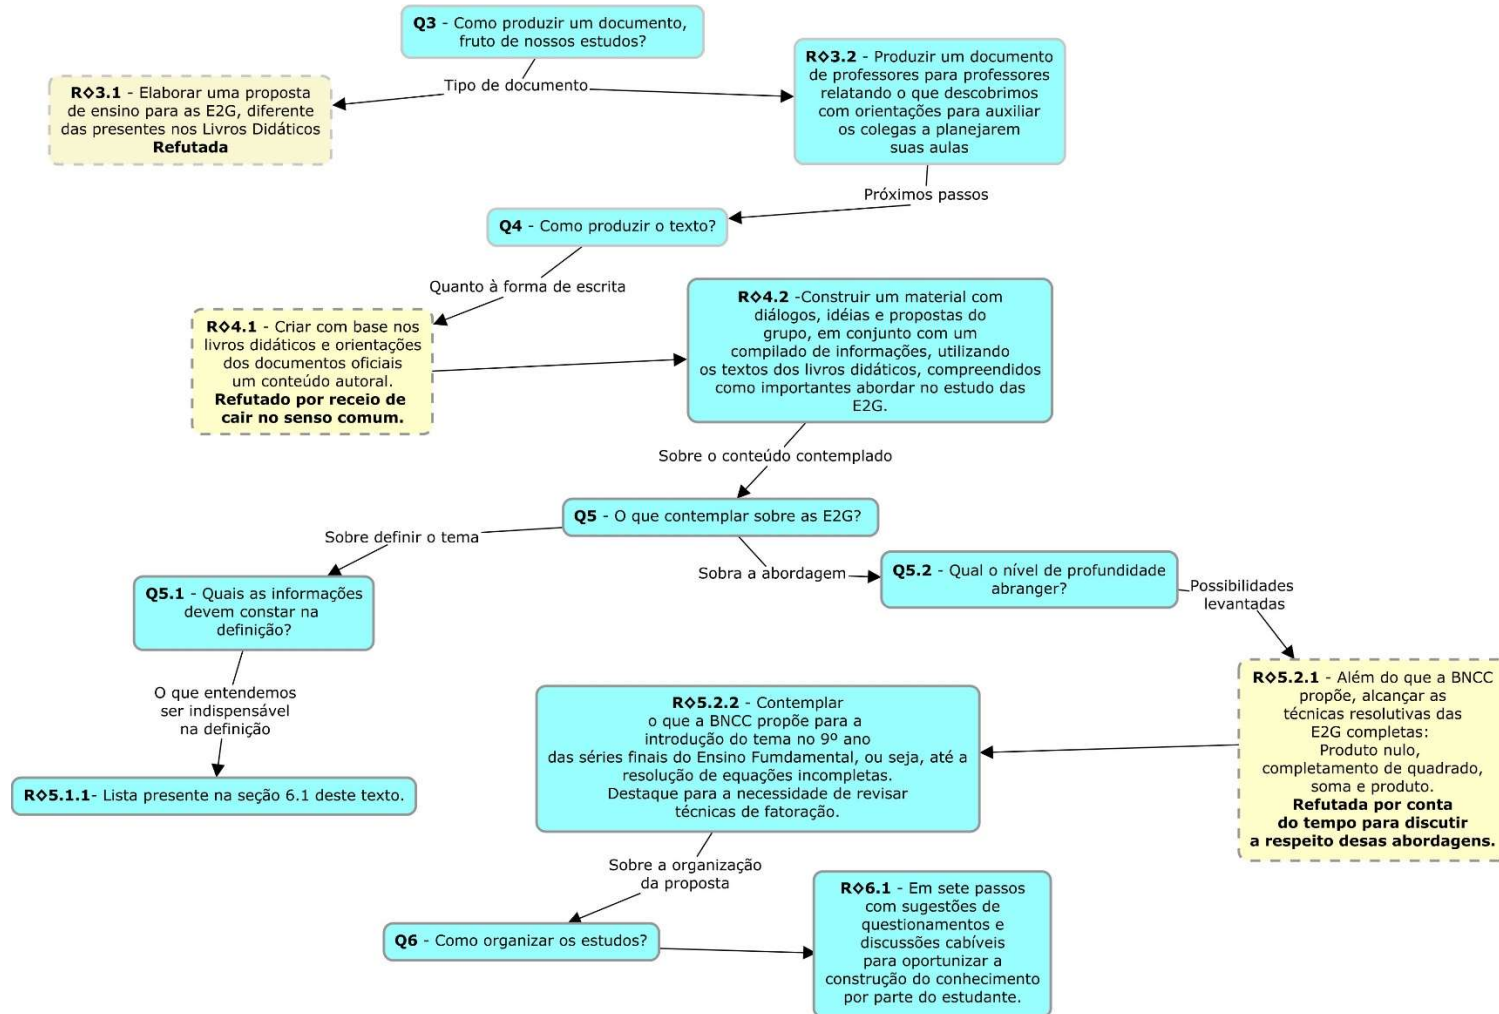 Q3 - Como produzir um documento,
fruto de nossos estudos?
Tipo de documento
R◊3.1 - Elaborar uma proposta
de ensino para as E2G, diferente
das presentes nos Livros Didáticos
Refutada
R◊3.2 - Produzir um documento
de professores para professores
relatando o que descobrimos
com orientações para auxiliar
os colegas a planejarem
suas aulas
Próximos passos
Q4 - Como produzir o texto?
Quanto à forma de escrita
R◊4.1 - Criar com base nos
livros didáticos e orientações
dos documentos oficiais
um conteúdo autoral.
Refutado por receio de
cair no senso comum.
R◊4.2 -Construir um material com
diálogos, idéias e propostas do
grupo, em conjunto com um
compilado de informações, utilizando
os textos dos livros didáticos, compreendidos
como importantes abordar no estudo das
E2G.
Sobre o conteúdo contemplado
Q5 - O que contemplar sobre as E2G?
Sobre definir o tema
Sobra a abordagem
Q5.1 - Quais as informações
devem constar na
definição?
Q5.2 - Qual o nível de profundidade
abranger?
Possibilidades
levantadas
O que entendemos
ser indispensável
na definição
R◊5.1.1- Lista presente na seção 6.1 deste texto.
R◊5.2.1 - Além do que a BNCC
propõe, alcançar as
técnicas resolutivas das
E2G completas:
Produto nulo,
completamento de quadrado,
soma e produto.
Refutada por conta
do tempo para discutir
a respeito desas abordagens.
R◊5.2.2 - Contemplar
o que a BNCC propõe para a
introdução do tema no 9º ano
das séries finais do Ensino Fumdamental, ou seja, até a
resolução de equações incompletas.
Destaque para a necessidade de revisar
técnicas de fatoração.
Sobre a organização
da proposta
Q6 - Como organizar os estudos?
R◊6.1 - Em sete passos
com sugestões de
questionamentos e
discussões cabíveis
para oportunizar a
construção do conhecimento
por parte do estudante.